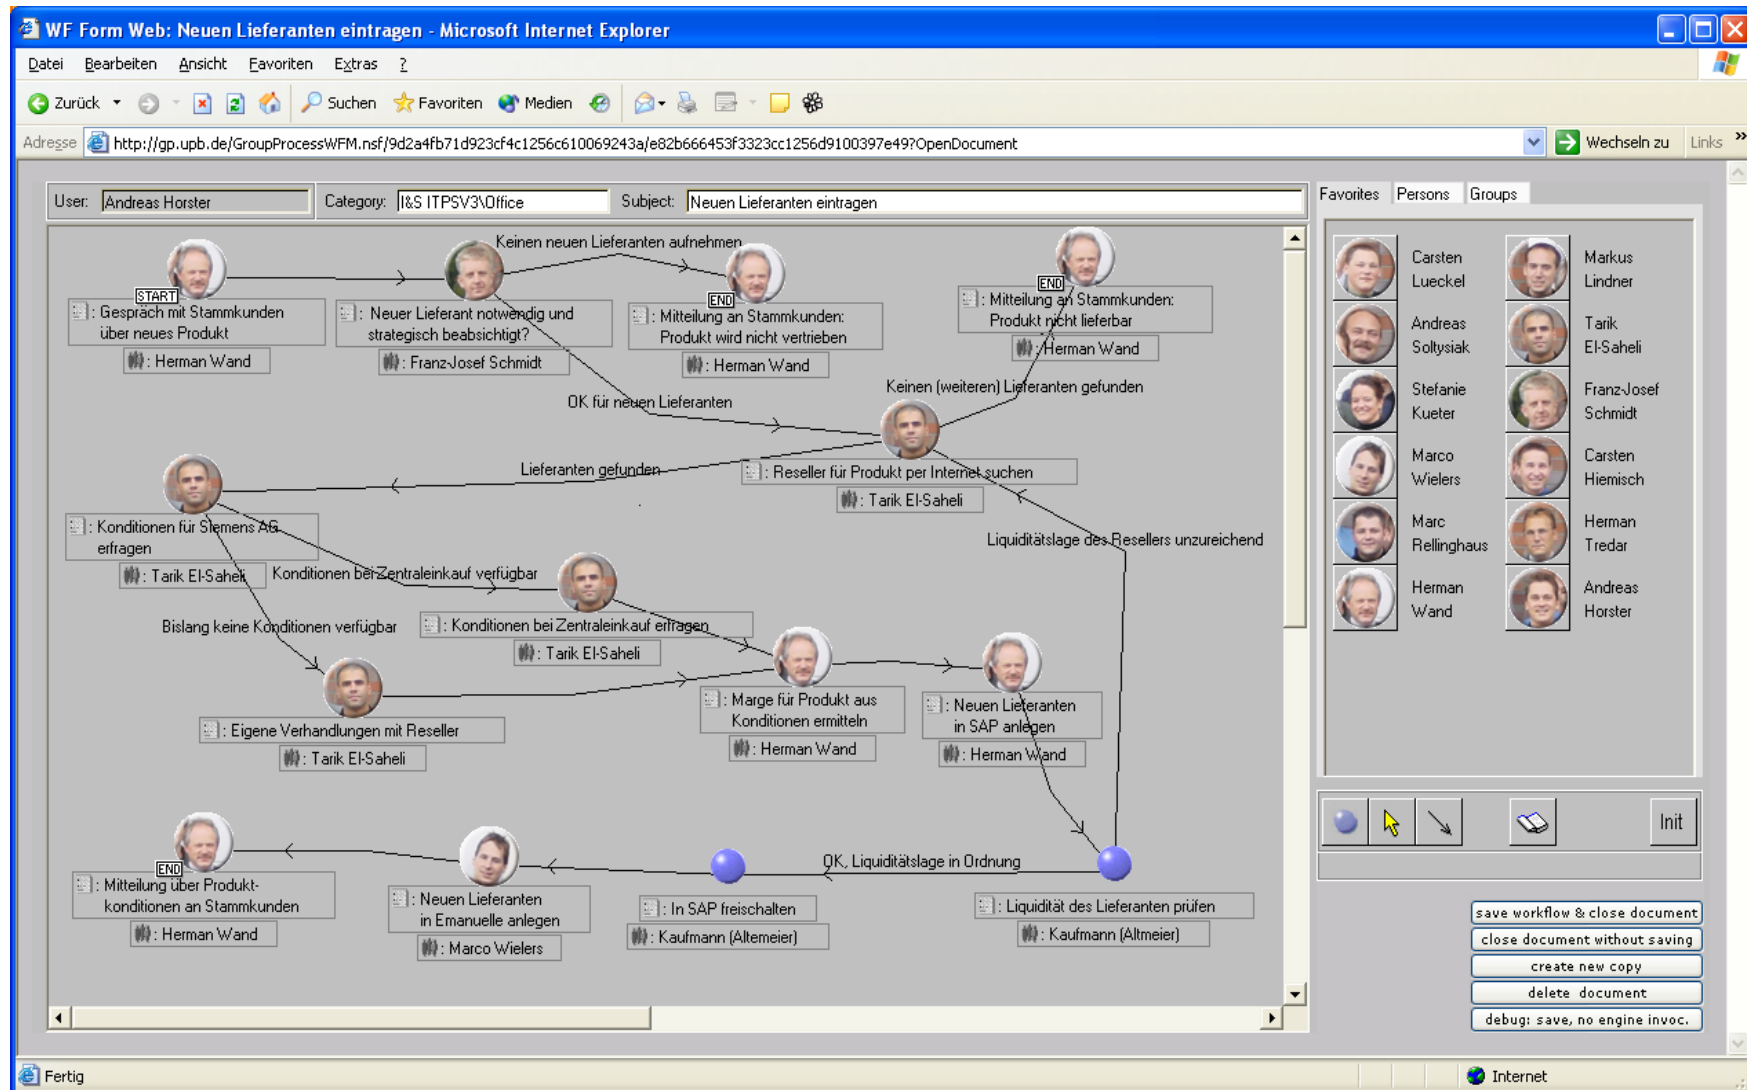 WF Form Web: Neuen Lieferanten eintragen - Microsoft Internet Explorer
Datei Bearbeiten Ansicht Favoriten Extras ?
Zurück Suchen Favoriten Medien
Adresse http://gp.upb.de/GroupProcessWFM.nsf/9d2a4fb71d923cf4c1256c610069243a/e82b666453f3323cc1256d9100397e49?OpenDocument Wechseln zu Links »
User: Andreas Horster Category: I&S ITPSV3\Office Subject: Neuen Lieferanten eintragen
Favorites Persons Groups
Keinen neuen Lieferanten aufnehmen
START
END
END
: Gespräch mit Stammkunden
über neues Produkt
: Herman Wand
: Neuer Lieferant notwendig und
strategisch beabsichtigt?
: Franz-Josef Schmidt
: Mitteilung an Stammkunden:
Produkt wird nicht vertrieben
: Herman Wand
: Mitteilung an Stammkunden:
Produkt nicht lieferbar
: Herman Wand
Keinen (weiteren) Lieferanten gefunden
OK für neuen Lieferanten
Lieferanten gefunden
: Reseller für Produkt per Internet suchen
: Tarik El-Saheli
: Konditionen für Siemens AG
erfragen
: Tarik El-Saheli
Liquiditätslage des Resellers unzureichend
Konditionen bei Zentraleinkauf verfügbar
Bislang keine Konditionen verfügbar
: Konditionen bei Zentraleinkauf erfragen
: Tarik El-Saheli
: Eigene Verhandlungen mit Reseller
: Tarik El-Saheli
: Marge für Produkt aus
Konditionen ermitteln
: Herman Wand
: Neuen Lieferanten
in SAP anlegen
: Herman Wand
OK, Liquiditätslage in Ordnung
END
: Mitteilung über Produkt-
konditionen an Stammkunden
: Herman Wand
: Neuen Lieferanten
in Emanuelle anlegen
: Marco Wielers
: In SAP freischalten
: Kaufmann (Altemeier)
: Liquidität des Lieferanten prüfen
: Kaufmann (Altmeier)
Carsten
Lueckel
Markus
Lindner
Andreas
Soltysiak
Tarik
El-Saheli
Stefanie
Kueter
Franz-Josef
Schmidt
Marco
Wielers
Carsten
Hiemisch
Marc
Rellinghaus
Herman
Tredar
Herman
Wand
Andreas
Horster
Init
save workflow & close document
close document without saving
create new copy
delete document
debug: save, no engine invoc.
Fertig
Internet